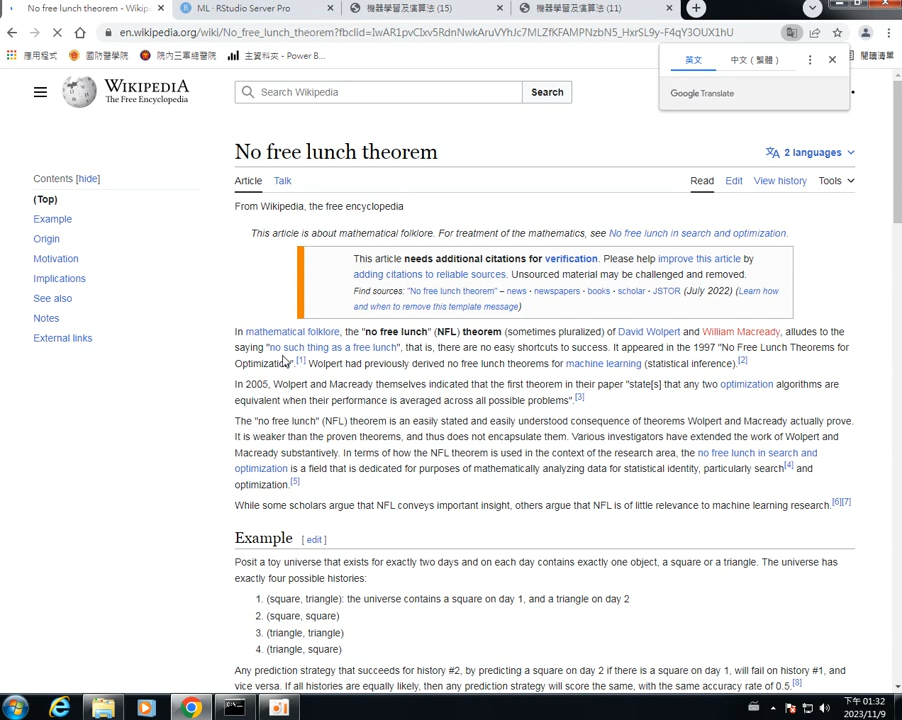 No free lunch theorem - Wikip
ML · RStudio Server Pro
機器學習及演算法 (15)
機器學習及演算法 (11)
en.wikipedia.org/wiki/No_free_lunch_theorem?fbclid=
應用程式
國防醫學院
院內三軍總醫院
主資料夾 - Power B...
閱讀清單
英文
中文（繁體）
Google Translate
WIKIPEDIA
The Free Encyclopedia
Search Wikipedia
Search
No free lunch theorem
2 languages
Article
Talk
Read
Edit
View history
Tools
Contents [hide]
(Top)
Example
Origin
Motivation
Implications
See also
Notes
External links
From Wikipedia, the free encyclopedia
This article is about mathematical folklore. For treatment of the mathematics, see No free lunch in search and optimization.
This article needs additional citations for verification. Please help improve this article by
adding citations to reliable sources. Unsourced material may be challenged and removed.
Find sources: "No free lunch theorem" – news · newspapers · books · scholar · JSTOR (July 2022) (Learn how
and when to remove this template message)
In mathematical folklore, the "no free lunch" (NFL) theorem (sometimes pluralized) of David Wolpert and William Macready, alludes to the
saying "no such thing as a free lunch", that is, there are no easy shortcuts to success. It appeared in the 1997 "No Free Lunch Theorems for
Optimization".[1] Wolpert had previously derived no free lunch theorems for machine learning (statistical inference).[2]
In 2005, Wolpert and Macready themselves indicated that the first theorem in their paper "state[s] that any two optimization algorithms are
equivalent when their performance is averaged across all possible problems".[3]
The "no free lunch" (NFL) theorem is an easily stated and easily understood consequence of theorems Wolpert and Macready actually prove.
It is weaker than the proven theorems, and thus does not encapsulate them. Various investigators have extended the work of Wolpert and
Macready substantively. In terms of how the NFL theorem is used in the context of the research area, the no free lunch in search and
optimization is a field that is dedicated for purposes of mathematically analyzing data for statistical identity, particularly search[4] and
optimization.[5]
While some scholars argue that NFL conveys important insight, others argue that NFL is of little relevance to machine learning research.[6][7]
Example [ edit ]
Posit a toy universe that exists for exactly two days and on each day contains exactly one object, a square or a triangle. The universe has
exactly four possible histories:
1. (square, triangle): the universe contains a square on day 1, and a triangle on day 2
2. (square, square)
3. (triangle, triangle)
4. (triangle, square)
Any prediction strategy that succeeds for history #2, by predicting a square on day 2 if there is a square on day 1, will fail on history #1, and
vice versa. If all histories are equally likely, then any prediction strategy will score the same, with the same accuracy rate of 0.5.[8]
下午 01:32
2023/11/9